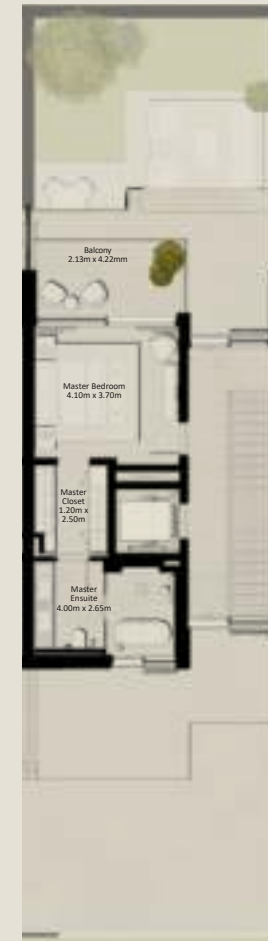 Balcony
2.13m x 4.22mm
Master Bedroom
4.10m x 3.70m
Master
Closet
1.20m x
2.50m
Master
Ensuite
4.00m x 2.65m